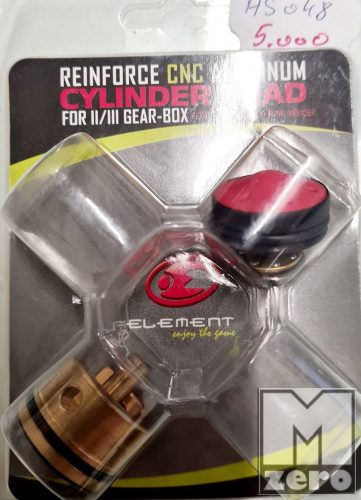 AS048
5.000
REINFORCE CNC
CYLINDER
FOR II/III GEAR-BOX
ELEMENT
enjoy the game
M
zero